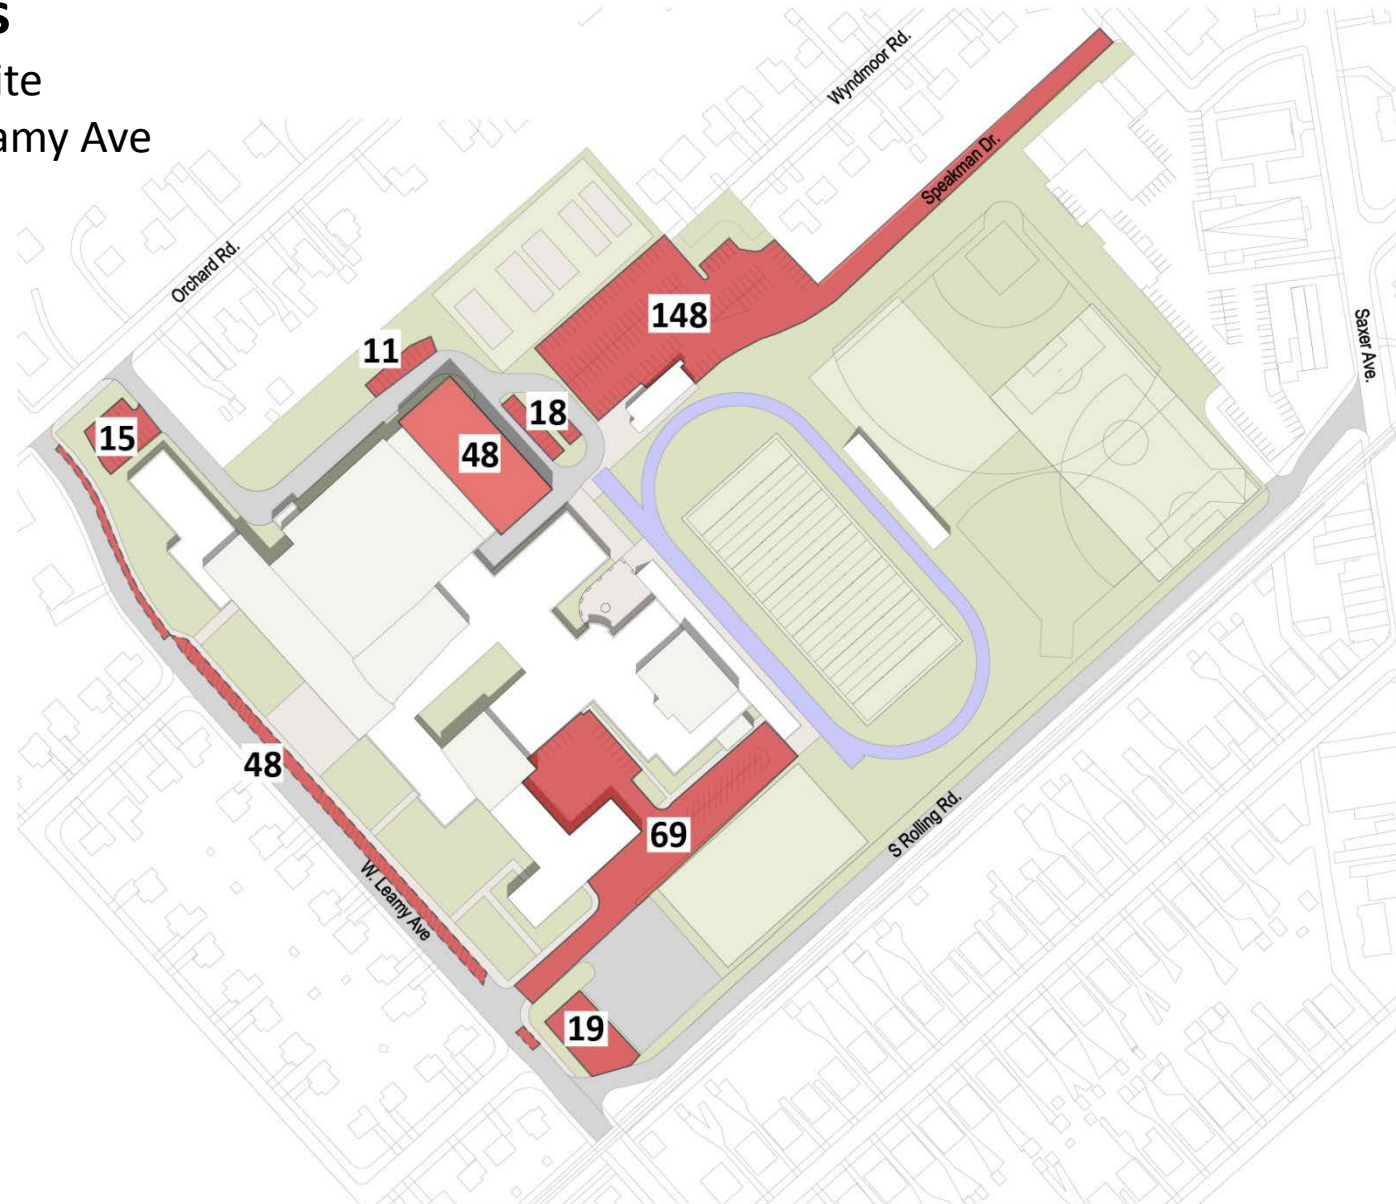 s
ite
amy Ave
Wyndmoor Rd.
Speakman Dr.
Orchard Rd.
148
11
Saxer Ave.
18
15
48
48
69
S Rolling Rd.
W. Leamy Ave
19